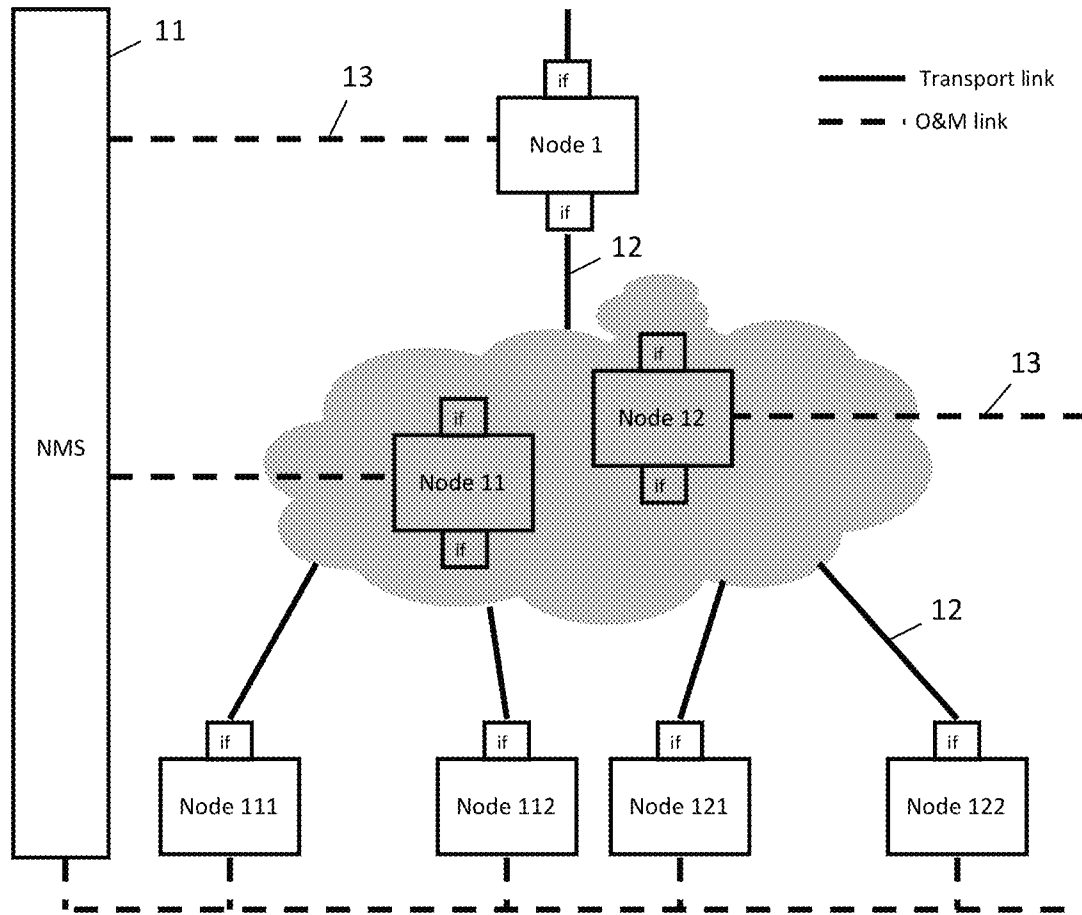 11
if
Transport link
13
O&M link
Node 1
if
12
if
13
Node 12
if
NMS
Node 11
if
if
12
if
if
if
if
Node 111
Node 112
Node 121
Node 122